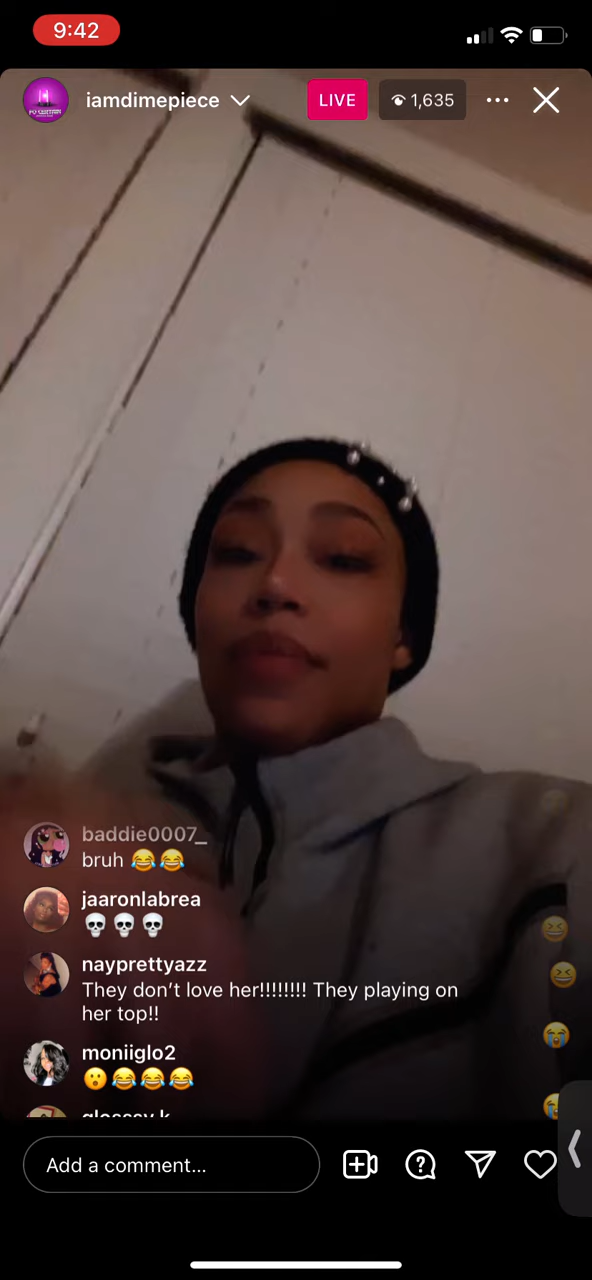 9:42
iamdimepiece
LIVE
1,635
baddie0007_
bruh 😂😂
jaaronlabrea
💀💀💀
nayprettyazz
They don’t love her!!!!!!!! They playing on
her top!!
moniiglo2
😮😂😂😂
Add a comment...